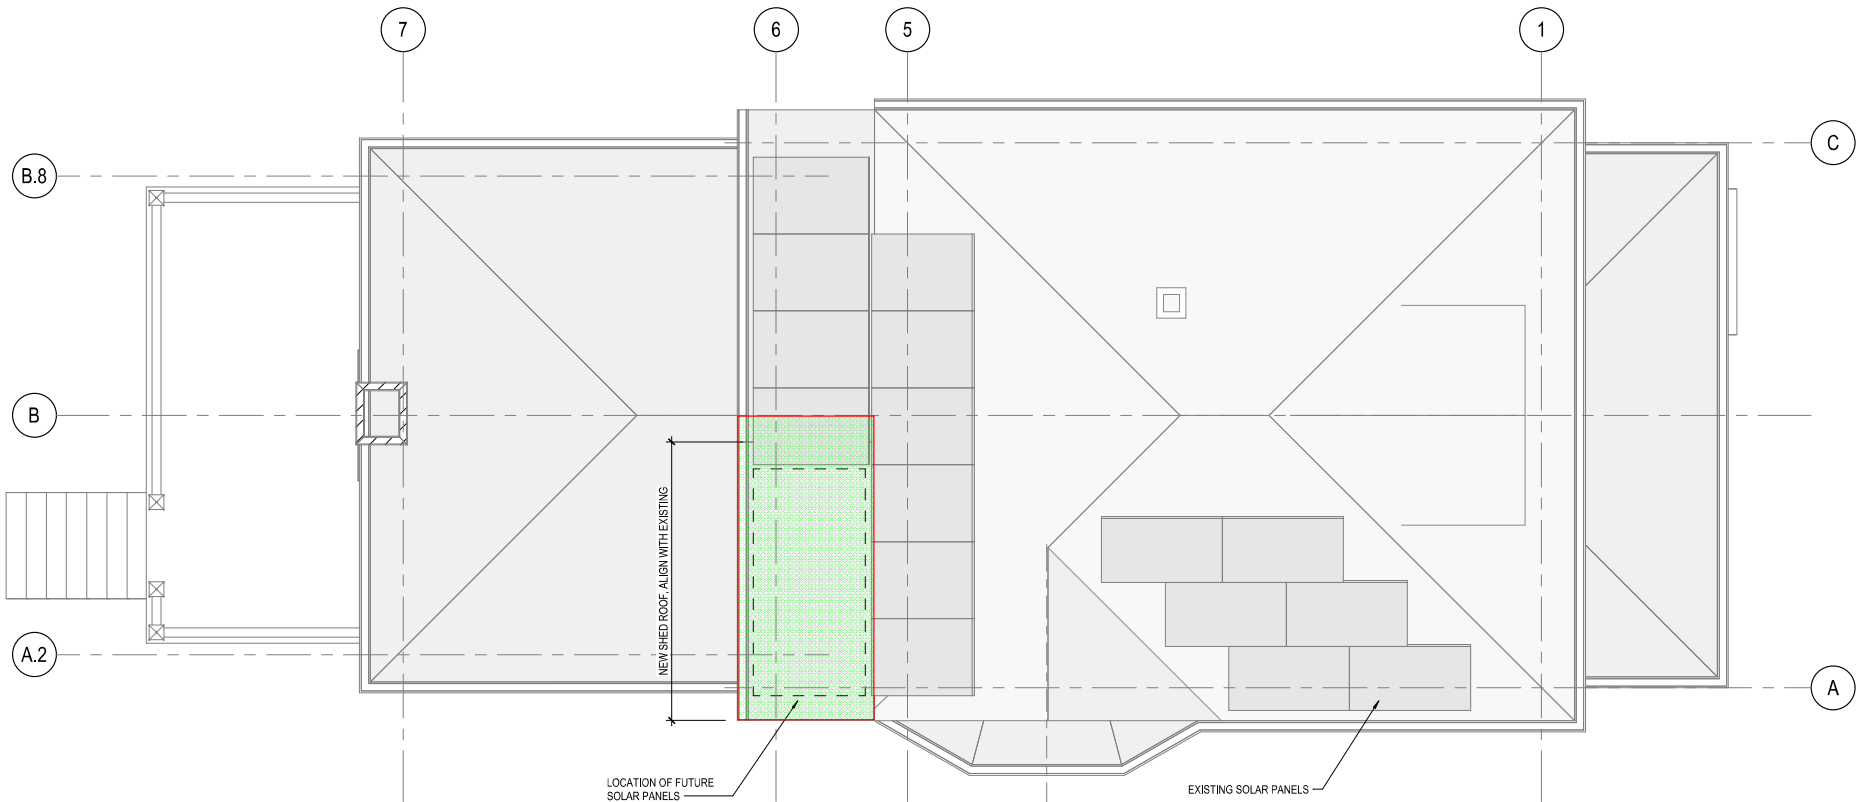 7
6
5
1
C
B.8
B
A.2
A
NEW SHED ROOF, ALIGN WITH EXISTING
LOCATION OF FUTURE
SOLAR PANELS
EXISTING SOLAR PANELS